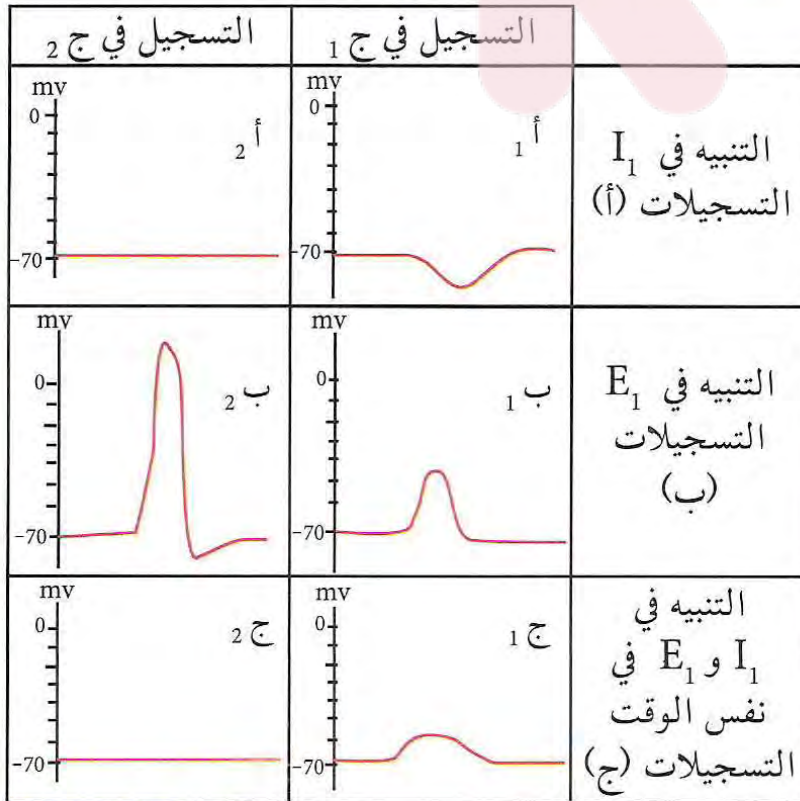 التسجيل في ج 1
التسجيل في ج 2
التنبيه في I1
التسجيلات (أ)
mv
0
-70
أ 1
mv
0
-70
أ 2
التنبيه في E1
التسجيلات
(ب)
mv
0
-70
ب 1
mv
0
-70
ب 2
التنبيه في
I1 و E1 في
نفس الوقت
التسجيلات (ج)
mv
0
-70
ج 1
mv
0
-70
ج 2